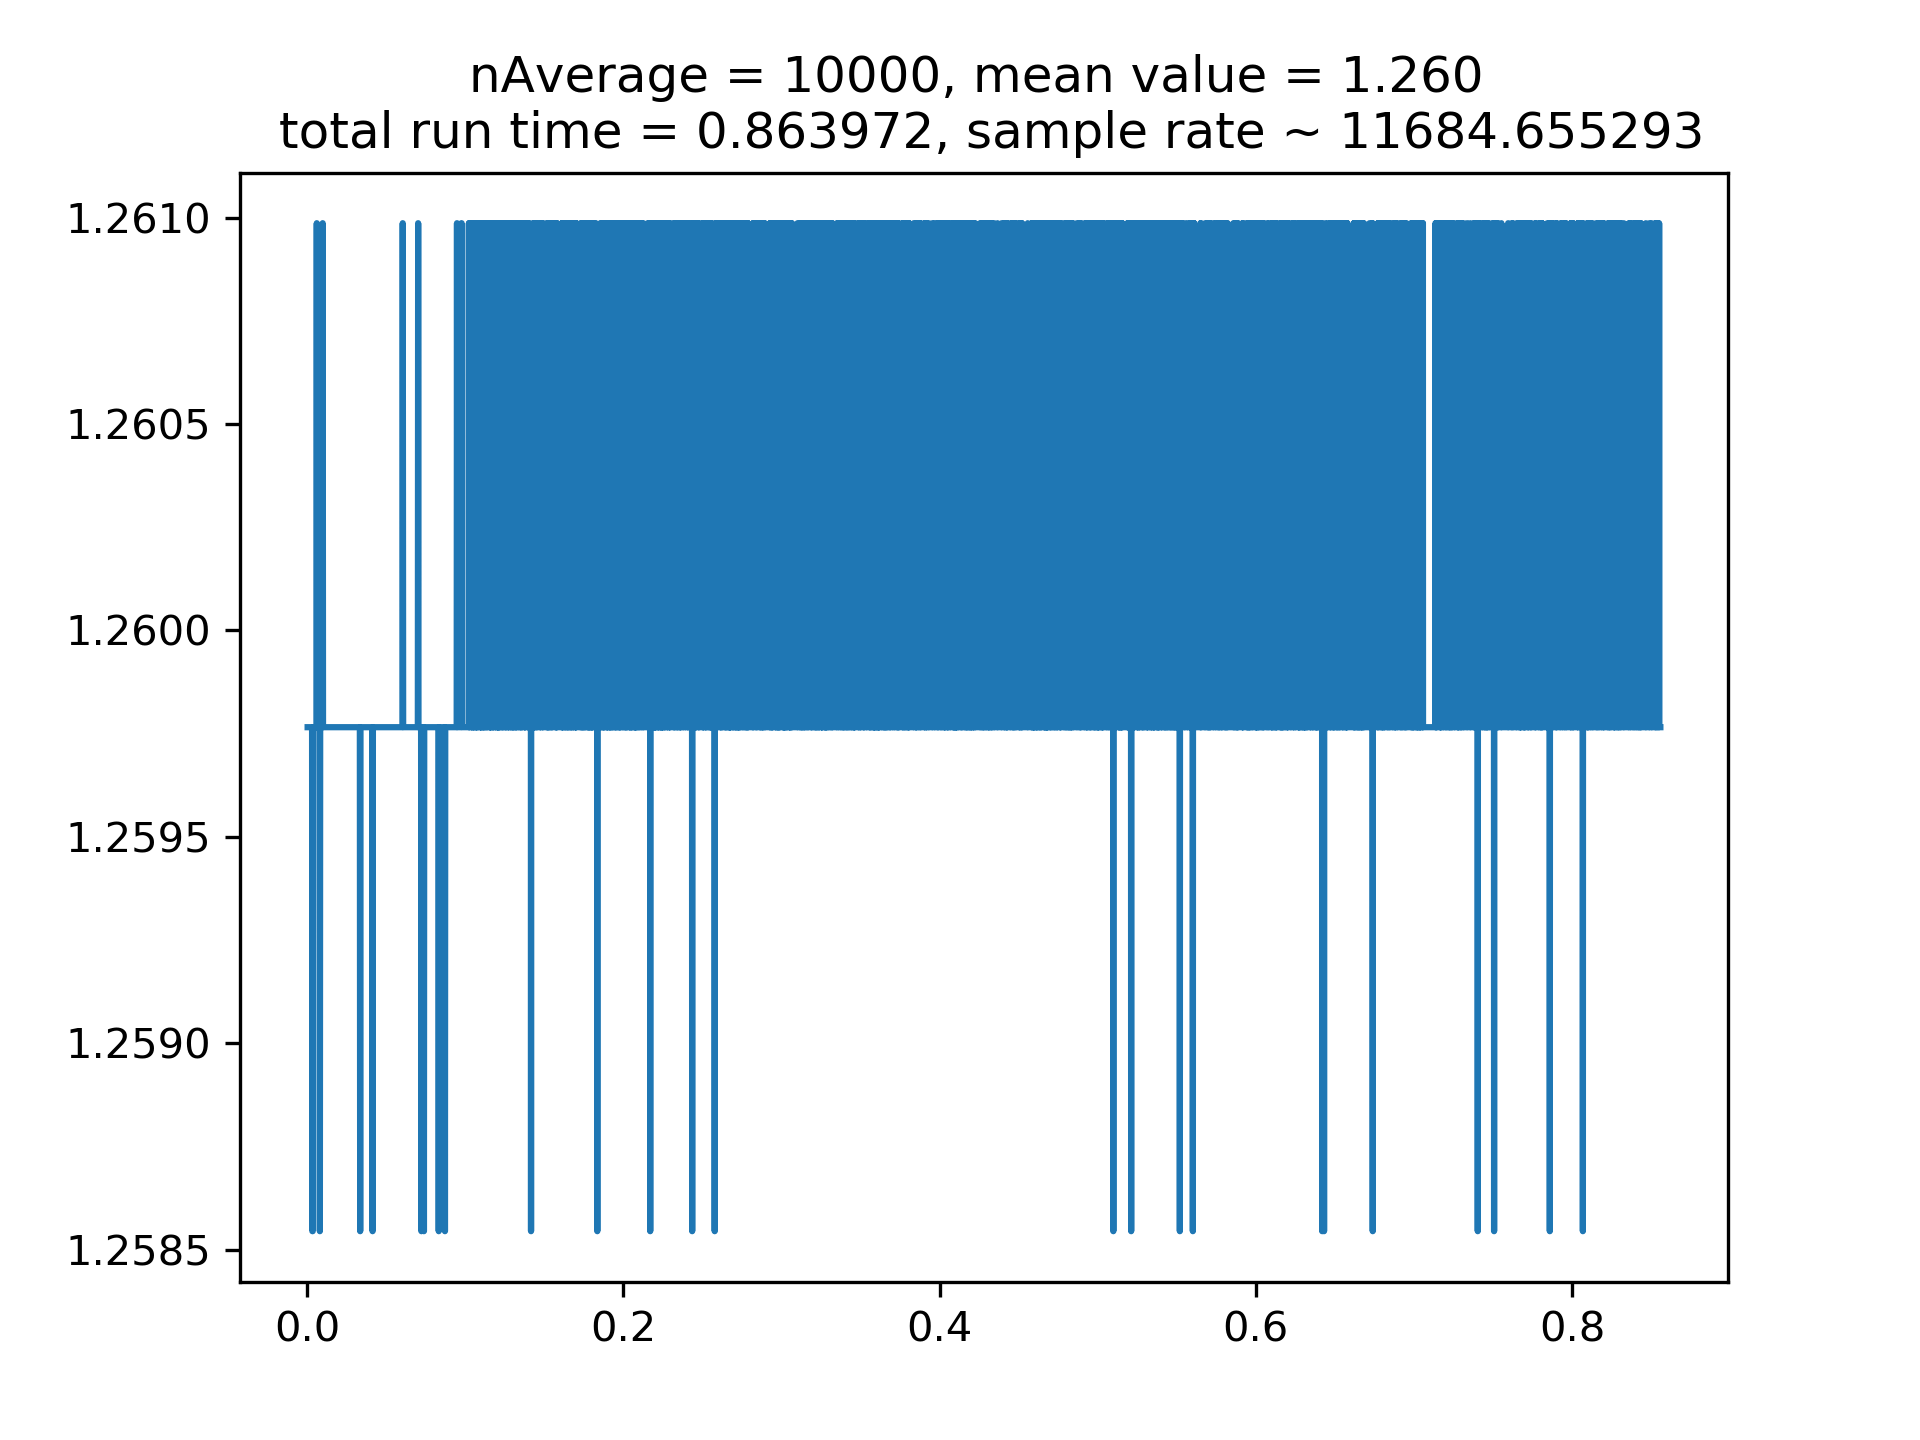 nAverage = 10000, mean value = 1.260
total run time = 0.863972, sample rate ~ 11684.655293
1.2610
1.2605
1.2600
1.2595
1.2590
1.2585
0.0 0.2 0.4 0.6 0.8